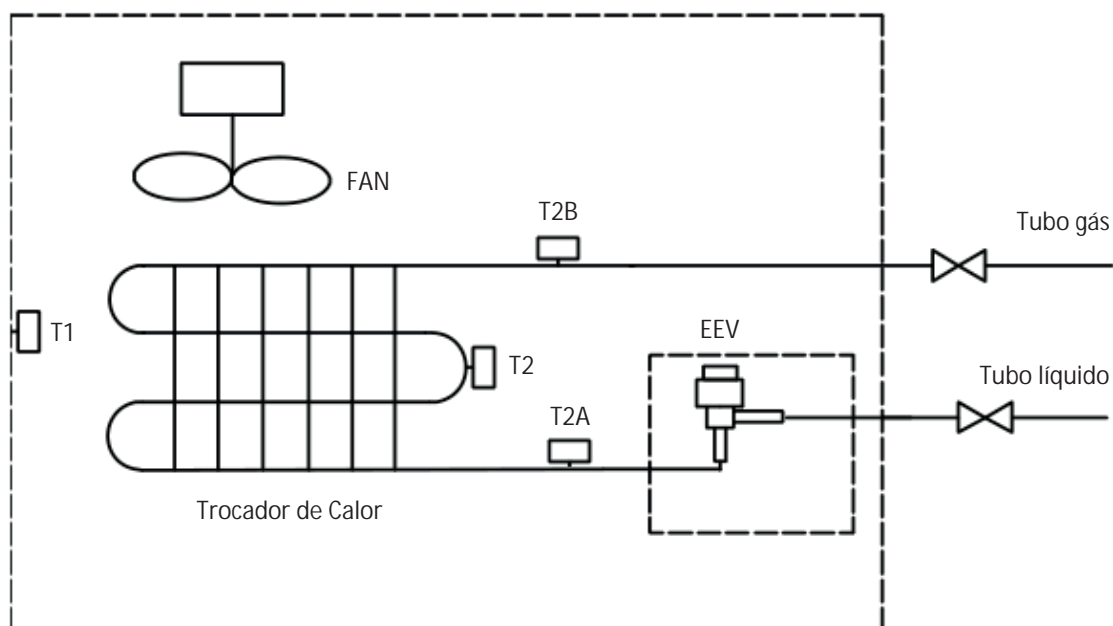 FAN
T2B
Tubo gás
T1
EEV
T2
Tubo líquido
T2A
Trocador de Calor